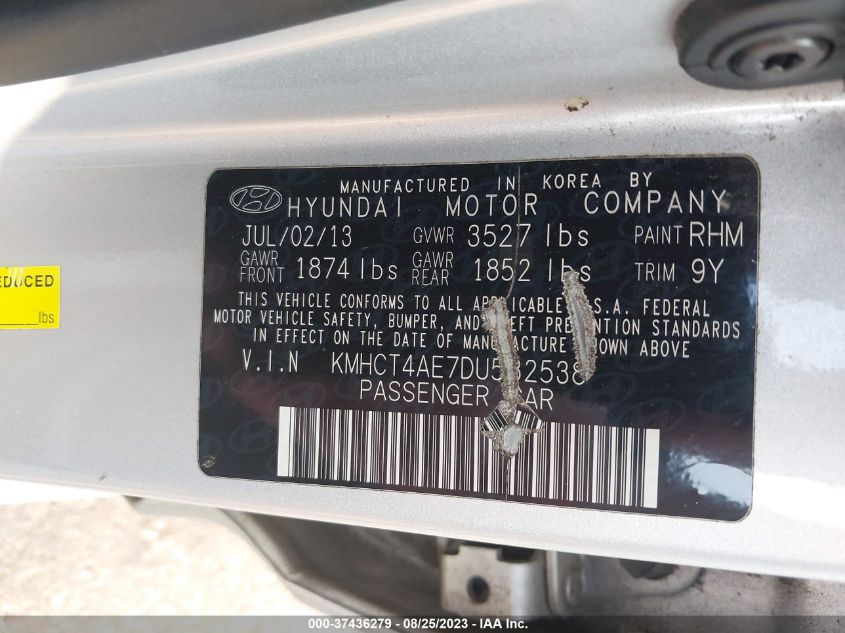 MANUFACTURED IN KOREA BY
HYUNDAI MOTOR COMPANY
JUL/02/13 GVWR 3527 lbs PAINT RHM
GAWR FRONT 1874 lbs GAWR REAR 1852 lbs TRIM 9Y
THIS VEHICLE CONFORMS TO ALL APPLICABLE U.S.A. FEDERAL
MOTOR VEHICLE SAFETY, BUMPER, AND THEFT PREVENTION STANDARDS
IN EFFECT ON THE DATE OF MANUFACTURE SHOWN ABOVE
V.I.N KMHCT4AE7DU532538
PASSENGER CAR
lbs
000-37436279 - 08/25/2023 - © IAA, Inc.